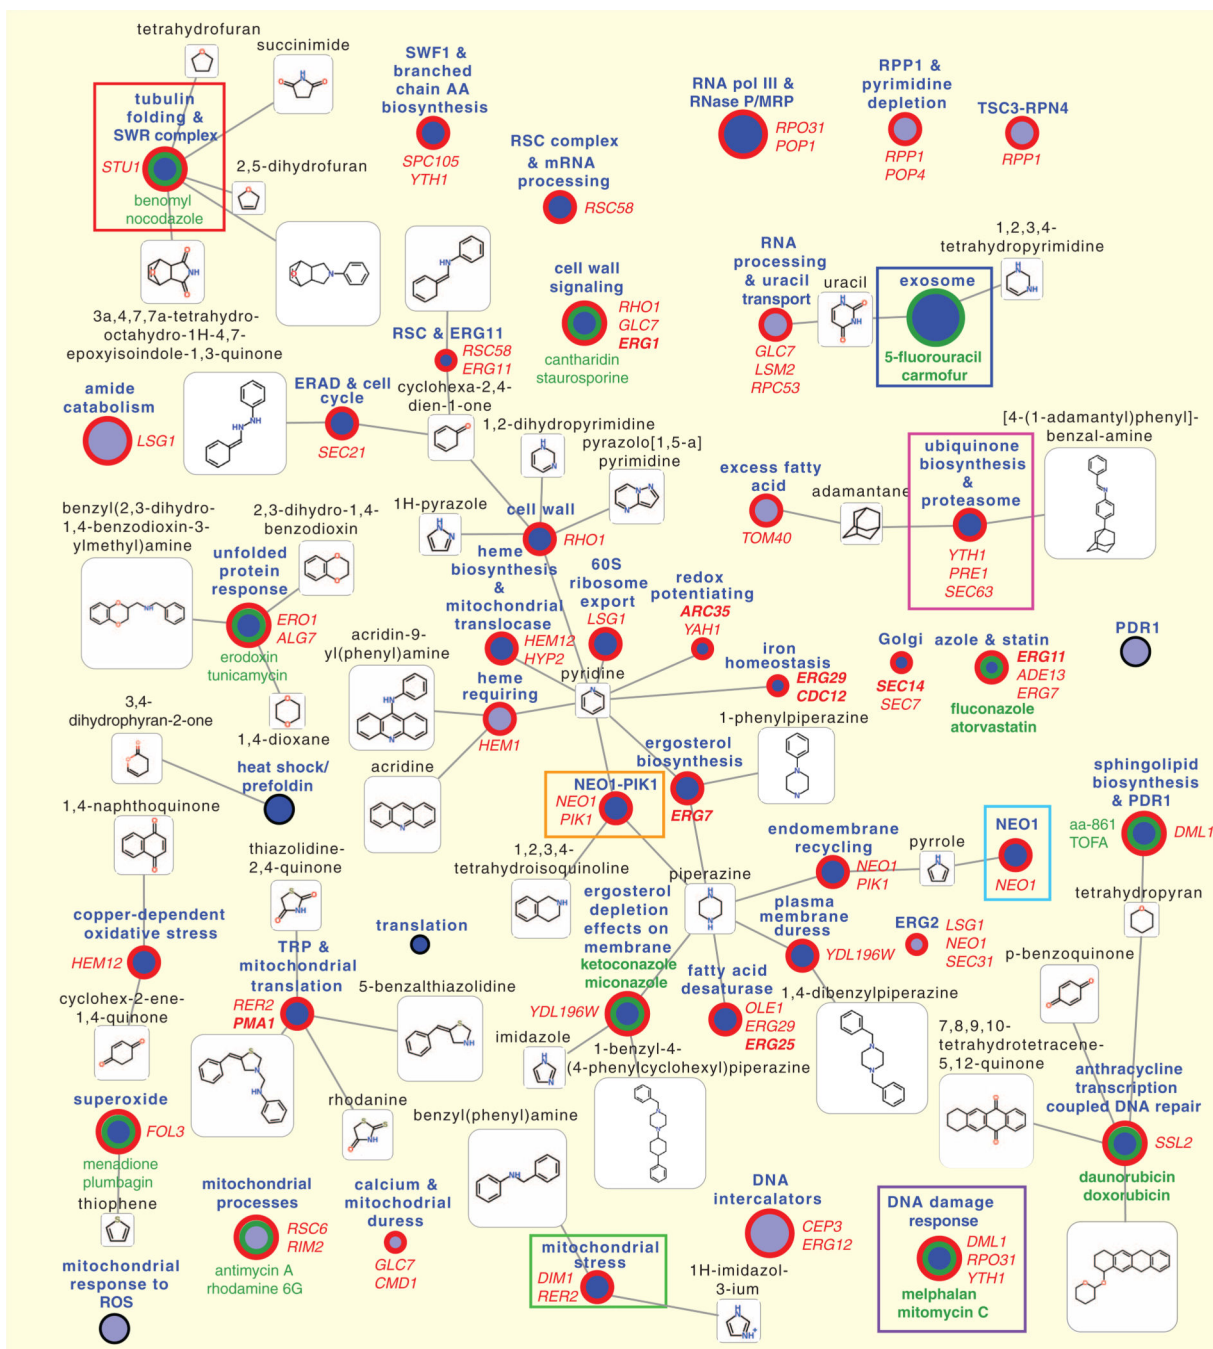 tetrahydrofuran
succinimide
tubulin
folding &
SWR complex
STU1
benomyl
nocodazole
2,5-dihydrofuran
3a,4,7,7a-tetrahydro-
octahydro-1H-4,7-
epoxyisoindole-1,3-quinone
SWF1 &
branched
chain AA
biosynthesis
SPC105
YTH1
RSC complex
& mRNA
processing
RSC58
RNA pol III &
RNase P/MRP
RPO31
POP1
RPP1 &
pyrimidine
depletion
RPP1
POP4
TSC3-RPN4
RPP1
cell wall
signaling
RHO1
GLC7
ERG1
cantharidin
staurosporine
RNA
processing
& uracil
transport
GLC7
LSM2
RPC53
uracil
1,2,3,4-
tetrahydropyrimidine
exosome
5-fluorouracil
carmofur
RSC & ERG11
RSC58
ERG11
cyclohexa-2,4-
dien-1-one
amide
catabolism
LSG1
ERAD & cell
cycle
SEC21
1,2-dihydropyrimidine
pyrazolo[1,5-a]
pyrimidine
1H-pyrazole
cell wall
RHO1
excess fatty
acid
TOM40
adamantane
ubiquinone
biosynthesis
&
proteasome
YTH1
PRE1
SEC63
[4-(1-adamantyl)phenyl]-
benzal-amine
benzyl(2,3-dihydro-
1,4-benzodioxin-3-
ylmethyl)amine
2,3-dihydro-1,4-
benzodioxin
unfolded
protein
response
ERO1
ALG7
erodoxin
tunicamycin
1,4-dioxane
heme
biosynthesis
&
mitochondrial
translocase
HEM12
HYP2
60S
ribosome
export
LSG1
redox
potentiating
ARC35
YAH1
iron
homeostasis
ERG29
CDC12
pyridine
Golgi
SEC14
SEC7
azole & statin
ERG11
ADE13
ERG7
fluconazole
atorvastatin
PDR1
acridin-9-
yl(phenyl)amine
heme
requiring
HEM1
acridine
3,4-
dihydrophyran-2-one
heat shock/
prefoldin
ergosterol
biosynthesis
ERG7
1-phenylpiperazine
NEO1-PIK1
NEO1
PIK1
1,2,3,4-
tetrahydroisoquinoline
1,4-naphthoquinone
thiazolidine-
2,4-quinone
copper-dependent
oxidative stress
HEM12
cyclohex-2-ene-
1,4-quinone
TRP &
mitochondrial
translation
RER2
PMA1
translation
5-benzalthiazolidine
rhodanine
endomembrane
recycling
NEO1
PIK1
pyrrole
NEO1
NEO1
sphingolipid
biosynthesis
& PDR1
aa-861
TOFA
DML1
tetrahydropyran
piperazine
ergosterol
depletion
effects on
membrane
ketoconazole
miconazole
YDL196W
imidazole
1-benzyl-4-
(4-phenylcyclohexyl)piperazine
plasma
membrane
duress
YDL196W
ERG2
LSG1
NEO1
SEC31
fatty acid
desaturase
OLE1
ERG29
ERG25
1,4-dibenzylpiperazine
p-benzoquinone
7,8,9,10-
tetrahydrotetracene-
5,12-quinone
anthracycline
transcription
coupled DNA repair
SSL2
daunorubicin
doxorubicin
superoxide
FOL3
menadione
plumbagin
thiophene
mitochondrial
response to
ROS
mitochondrial
processes
RSC6
RIM2
antimycin A
rhodamine 6G
calcium &
mitochodrial
duress
GLC7
CMD1
benzyl(phenyl)amine
mitochondrial
stress
DIM1
RER2
1H-imidazol-
3-ium
DNA
intercalators
CEP3
ERG12
DNA damage
response
DML1
RPO31
YTH1
melphalan
mitomycin C